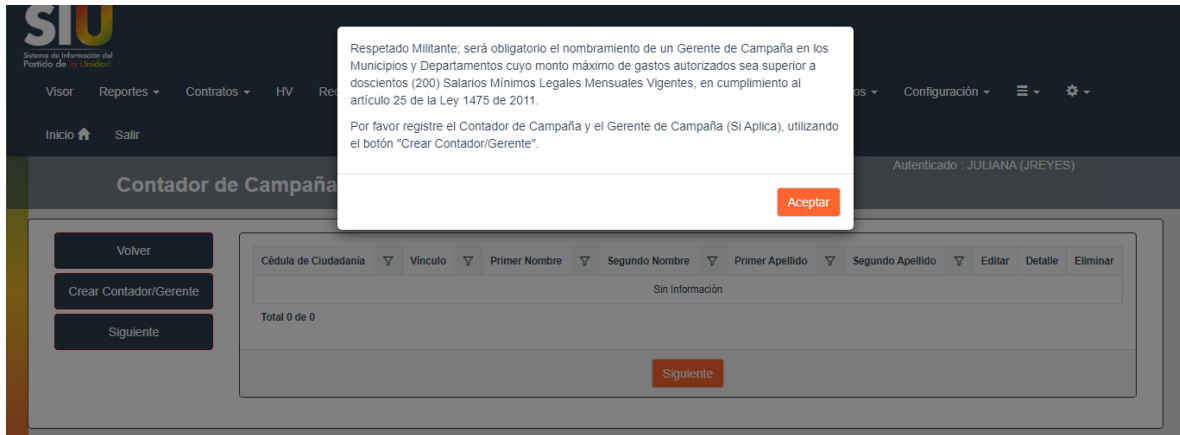 SIU
Sistema de Información del
Partido de la Unidad
Respetado Militante; será obligatorio el nombramiento de un Gerente de Campaña en los
Municipios y Departamentos cuyo monto máximo de gastos autorizados sea superior a
doscientos (200) Salarios Mínimos Legales Mensuales Vigentes, en cumplimiento al
artículo 25 de la Ley 1475 de 2011.
Por favor registre el Contador de Campaña y el Gerente de Campaña (Si Aplica), utilizando
el botón "Crear Contador/Gerente".
Aceptar
Visor Reportes Contratos HV Configuración
Inicio Salir
Autenticado : JULIANA (JREYES)
Contador de Campaña
Volver
Crear Contador/Gerente
Siguiente
Cédula de Ciudadanía Vínculo Primer Nombre Segundo Nombre Primer Apellido Segundo Apellido Editar Detalle Eliminar
Sin Información
Total 0 de 0
Siguiente